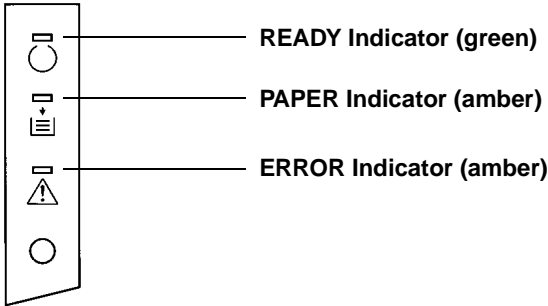 READY Indicator (green)
PAPER Indicator (amber)
ERROR Indicator (amber)